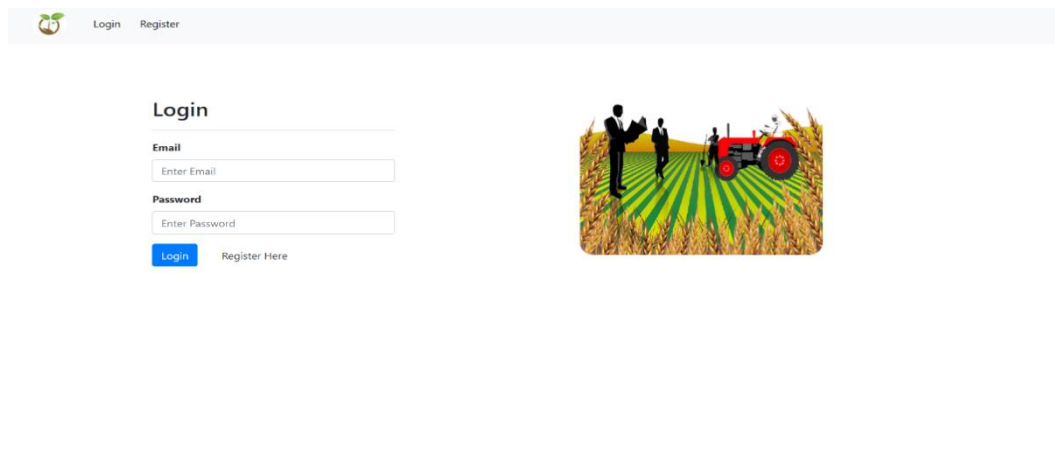 Login Register
Login
Email
Enter Email
Password
Enter Password
Login Register Here